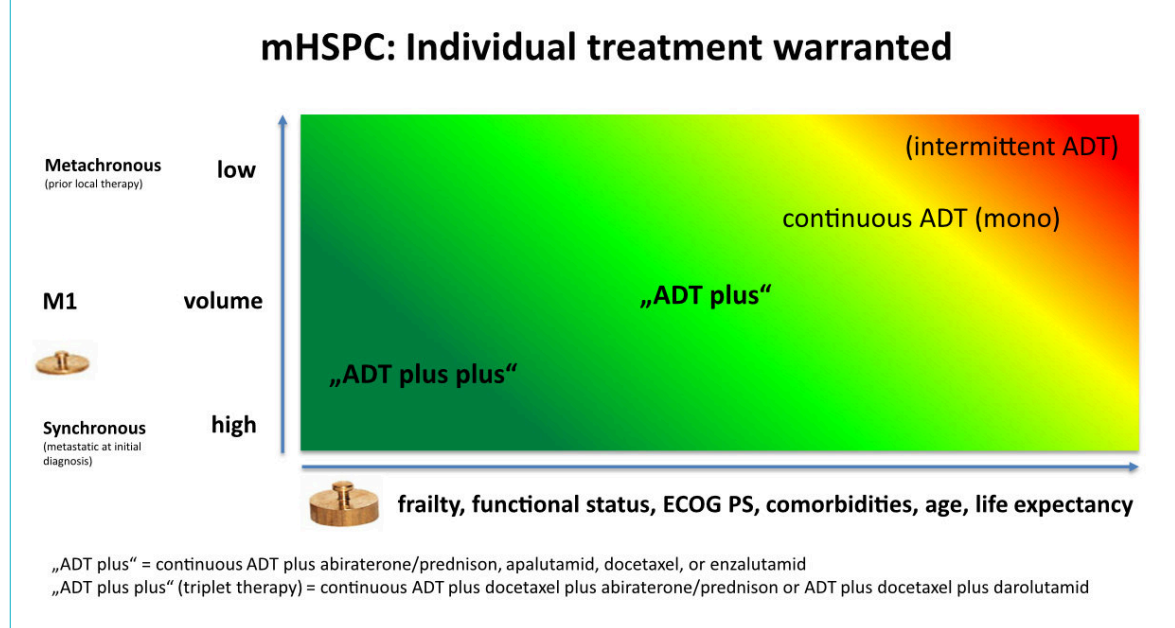 mHSPC: Individual treatment warranted
Metachronous
(prior local therapy)
low
(intermittent ADT)
continuous ADT (mono)
M1
volume
„ADT plus“
„ADT plus plus“
Synchronous
(metastatic at initial
diagnosis)
high
frailty, functional status, ECOG PS, comorbidities, age, life expectancy
„ADT plus“ = continuous ADT plus abiraterone/prednison, apalutamid, docetaxel, or enzalutamid
„ADT plus plus“ (triplet therapy) = continuous ADT plus docetaxel plus abiraterone/prednison or ADT plus docetaxel plus darolutamid